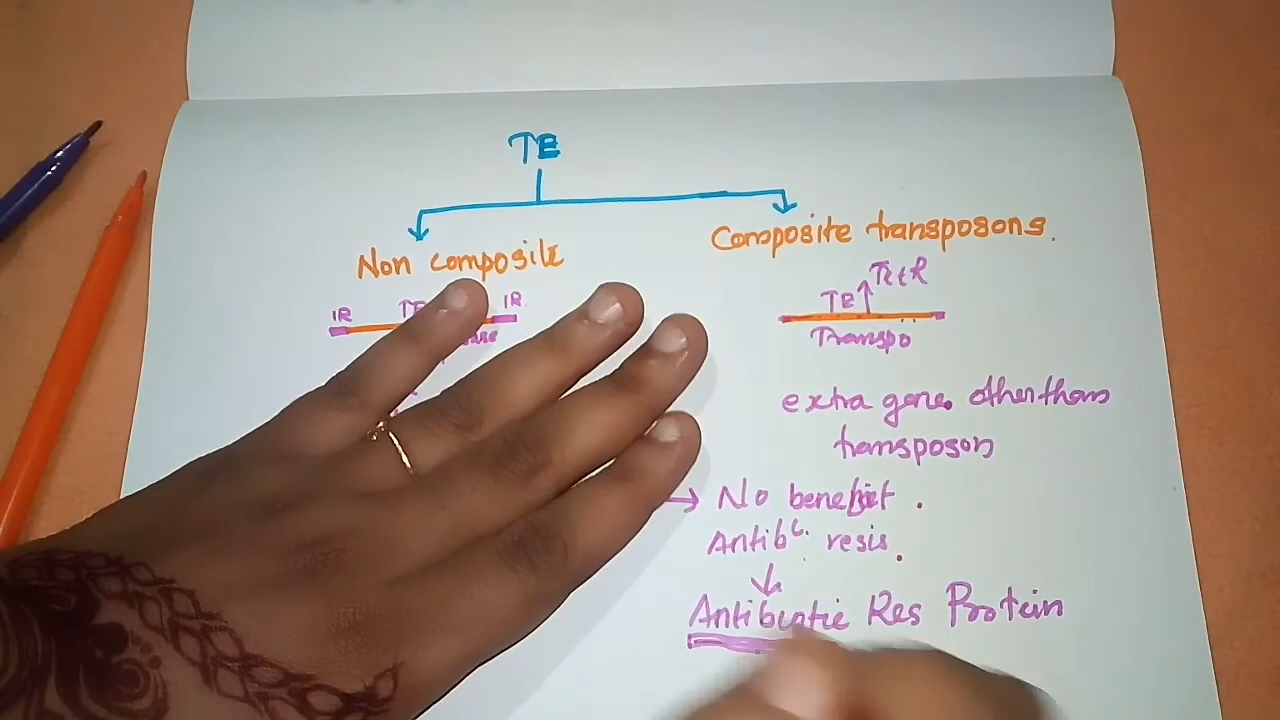 TE
Non composite
Composite transposons.
IR IR
TE Tet R
Transpo
extra gene other than
transposon
No benefit.
Antib resis.
Antibiotic Res Protein